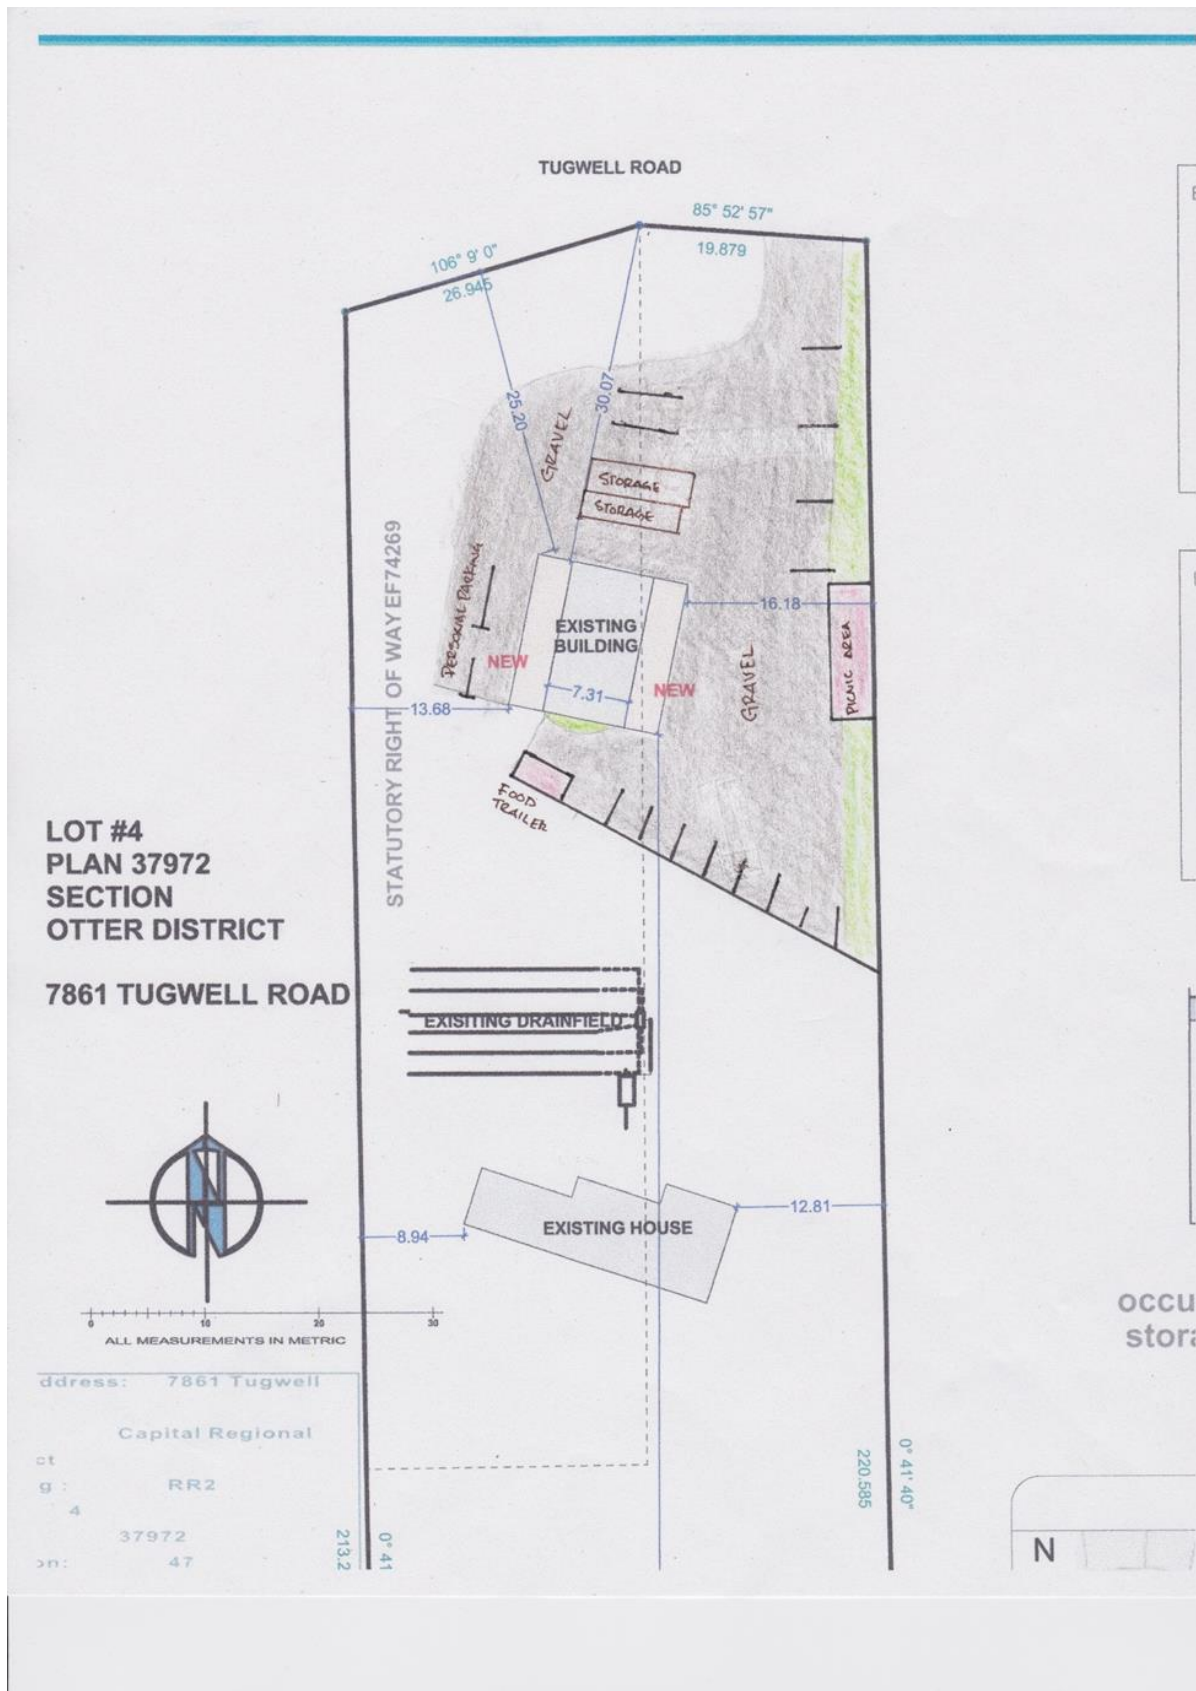 TUGWELL ROAD
85° 52' 57"
19.879
106° 9' 0"
26.945
25.20
30.07
GRAVEL
STORAGE
STORAGE
PERSONAL PARKING
STATUTORY RIGHT OF WAY EF74269
EXISTING
BUILDING
16.18
NEW
NEW
7.31
13.68
GRAVEL
PICNIC AREA
FOOD
TRAILER
LOT #4
PLAN 37972
SECTION
OTTER DISTRICT
7861 TUGWELL ROAD
EXISITING DRAINFIELD
N
EXISTING HOUSE
12.81
8.94
0 10 20 30
ALL MEASUREMENTS IN METRIC
ddress: 7861 Tugwell
Capital Regional
ct
g : RR2
4
37972
on: 47
213.2
0° 41
220.585
0° 41' 40"
occu
stora
N